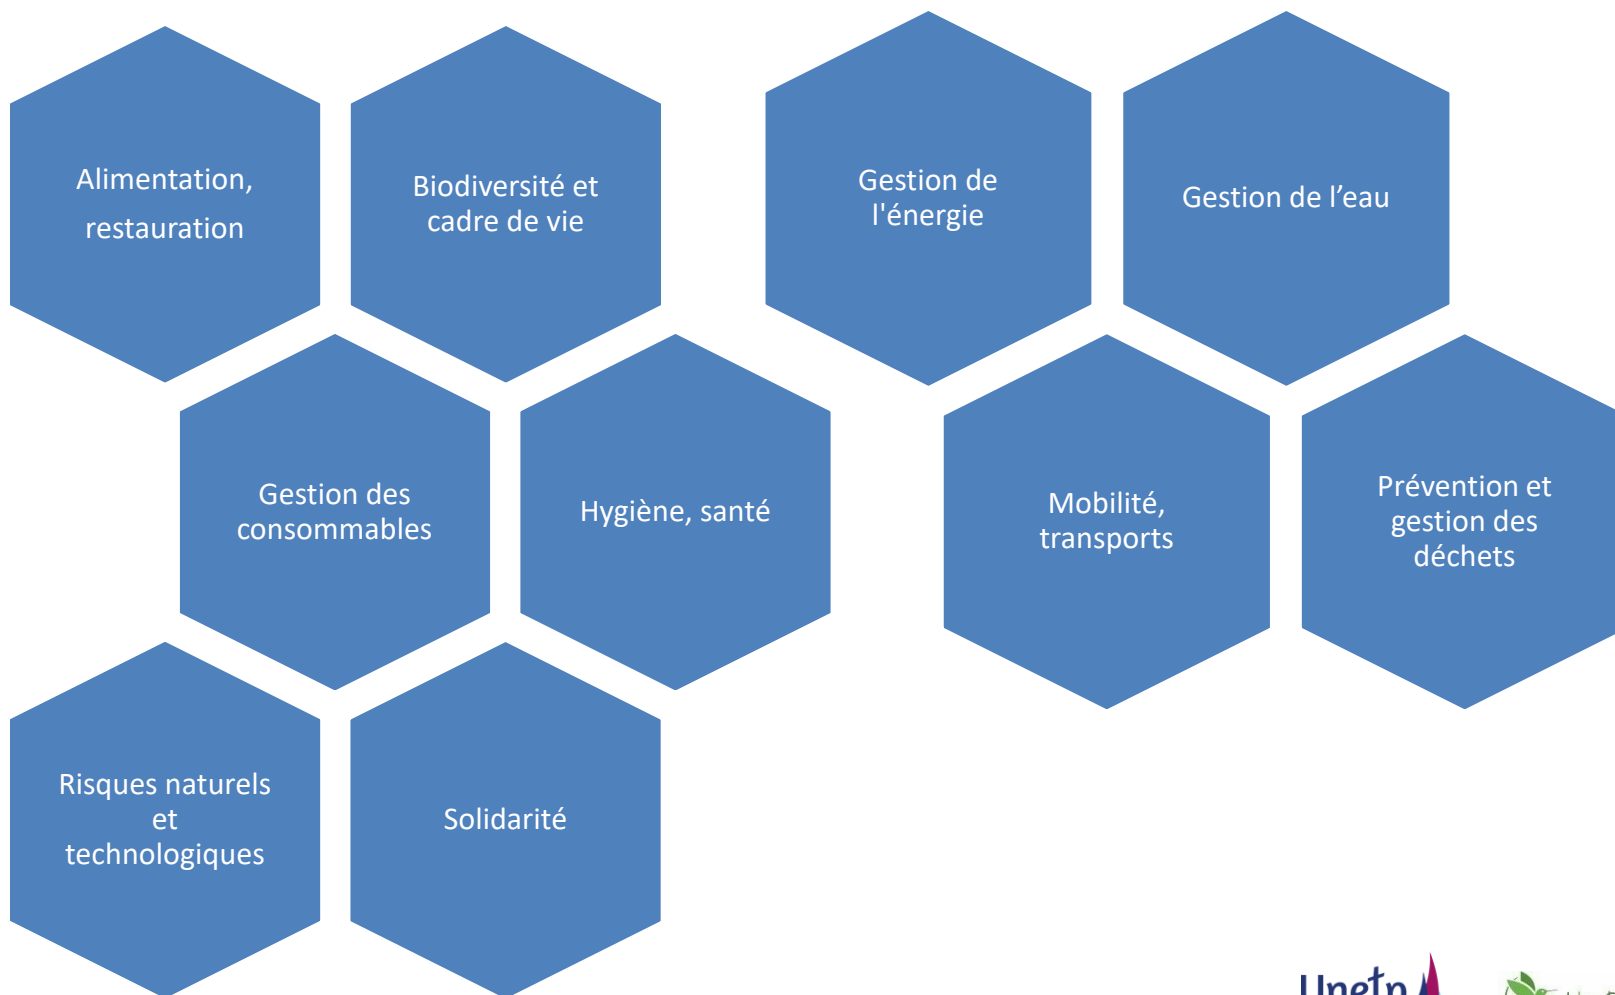 Alimentation,
restauration
Biodiversité et
cadre de vie
Gestion de
l'énergie
Gestion de l’eau
Gestion des
consommables
Hygiène, santé
Mobilité,
transports
Prévention et
gestion des
déchets
Risques naturels
et
technologiques
Solidarité
Unetp